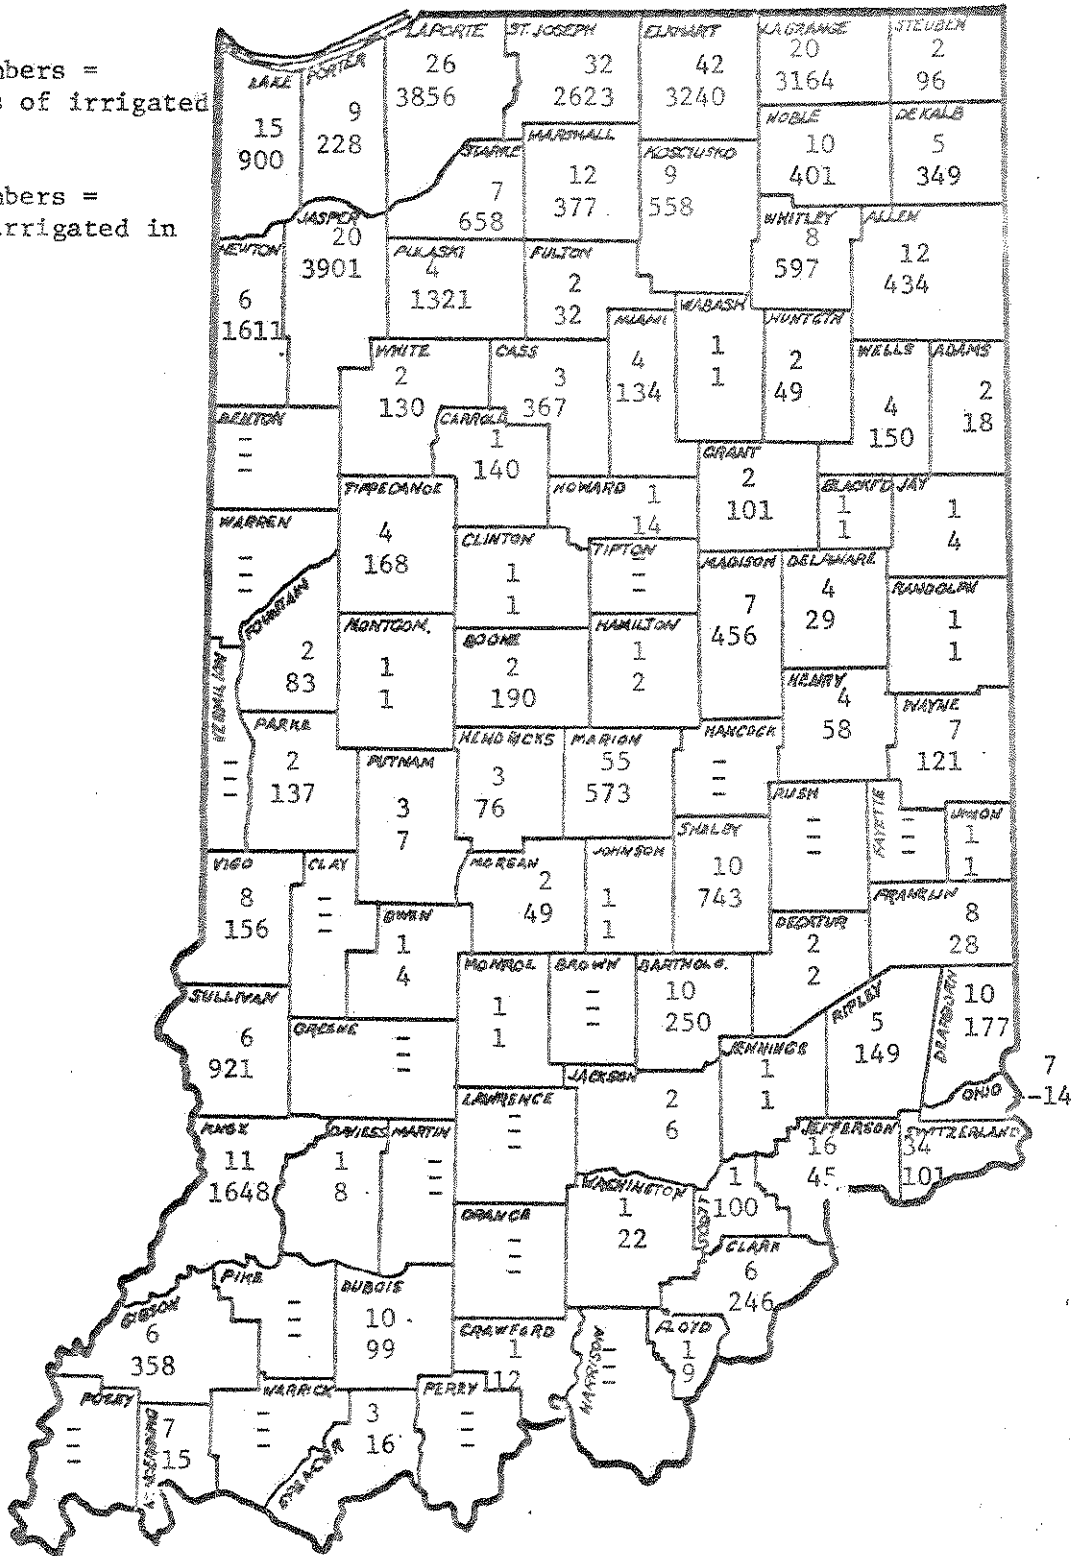 mbers =
s of irrigated
mbers =
irrigated in
LAPORTE
26
3856
ST. JOSEPH
32
2623
ELKHART
42
3240
LAGRANGE
20
3164
STEUBEN
2
96
LAKE
15
900
PORTER
9
228
STARKE
7
658
MARSHALL
12
377
KOSCIUSKO
9
558
NOBLE
10
401
DEKALB
5
349
NEWTON
6
1611
JASPER
20
3901
PULASKI
4
1321
FULTON
2
32
WHITLEY
8
597
ALLEN
12
434
WHITE
2
130
CASS
3
367
MIAMI
4
134
WABASH
1
1
HUNTGTN
2
49
WELLS
4
150
ADAMS
2
18
BENTON
-
-
-
CARROLL
1
140
HOWARD
1
14
GRANT
2
101
BLACKFD
1
1
JAY
1
4
WARREN
-
-
-
TIPPECANOE
4
168
CLINTON
1
1
TIPTON
-
-
-
MADISON
7
456
DELAWARE
4
29
RANDOLPH
1
1
FOUNTAIN
2
83
MONTGOM.
1
1
BOONE
2
190
HAMILTON
1
2
HENRY
4
58
WAYNE
7
121
-
-
-
PARKE
2
137
PUTNAM
3
7
HENDRICKS
3
76
MARION
55
573
HANCOCK
-
-
-
RUSH
-
-
-
FAYETTE
-
-
-
UNION
1
1
VIGO
8
156
CLAY
-
-
-
OWEN
1
4
MORGAN
2
49
JOHNSON
1
1
SHALBY
10
743
DECATUR
2
2
FRANKLIN
8
28
SULLIVAN
6
921
GREENE
-
-
-
MONROE
1
1
BROWN
-
-
-
BARTHOLO.
10
250
JENNINGS
1
1
RIPLEY
5
149
DEARBORN
10
177
OHIO
7
-14
KNOX
11
1648
DAVIESS
1
8
MARTIN
-
-
-
LAWRENCE
-
-
-
JACKSON
2
6
JEFFERSON
16
45
SWITZERLAND
34
101
ORANGE
-
-
-
WASHINGTON
1
22
SCOTT
1
100
CLARK
6
246
GIBSON
6
358
PIKE
-
-
-
DUBOIS
10
99
CRAWFORD
1
12
HARRISON
-
-
-
FLOYD
1
9
POSEY
-
-
-
7
15
WARRICK
-
-
-
SPENCER
3
16
PERRY
-
-
-